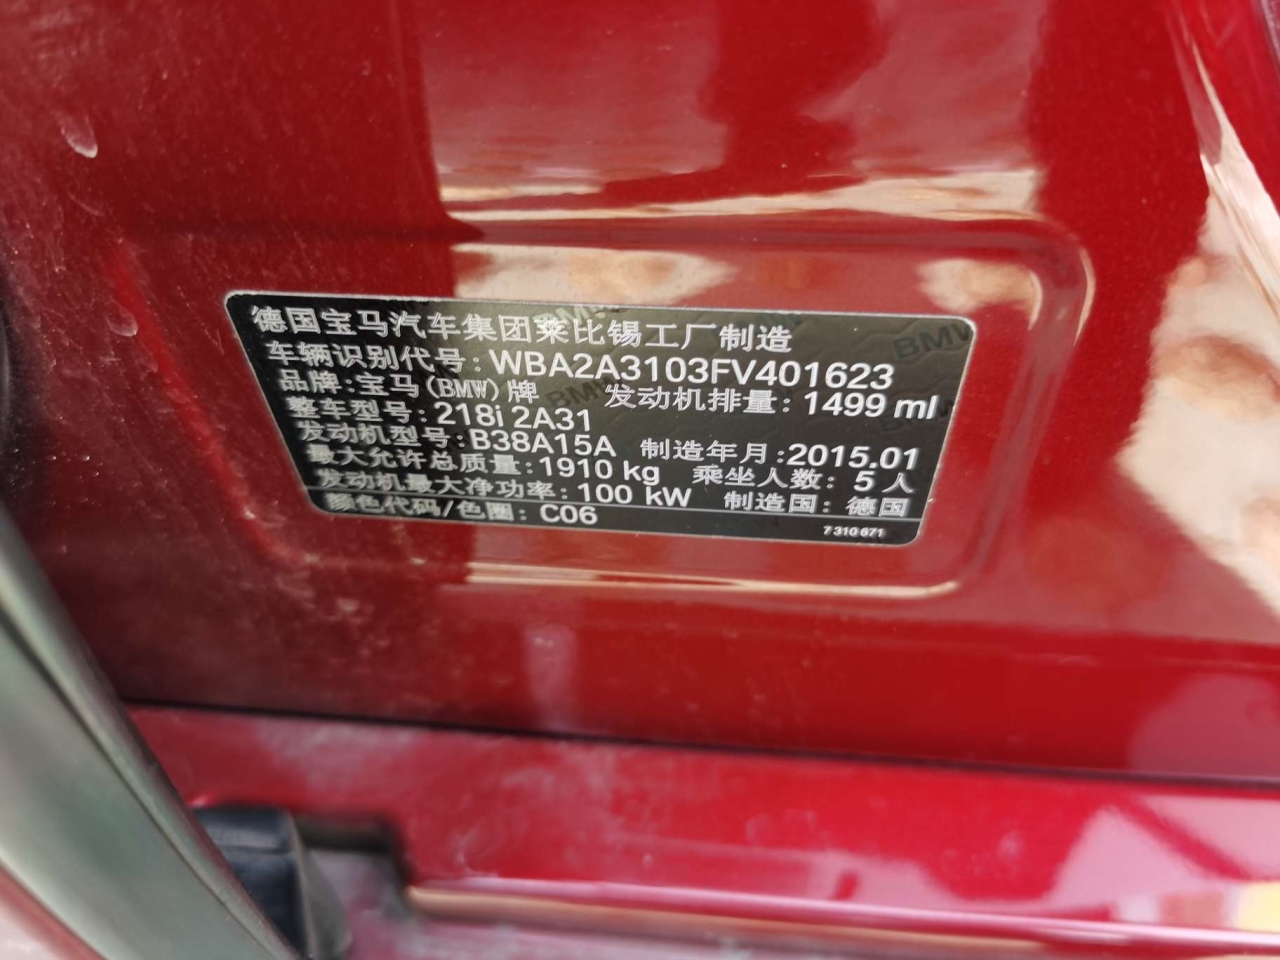 德国宝马汽车集团莱比锡工厂制造
车辆识别代号: WBA2A3103FV401623
品牌: 宝马(BMW)牌 发动机排量: 1499 ml
整车型号: 218i 2A31
发动机型号: B38A15A 制造年月: 2015.01
最大允许总质量: 1910 kg 乘坐人数: 5 人
发动机最大净功率: 100 kW 制造国: 德国
颜色代码/色圈: C06
7 310 671